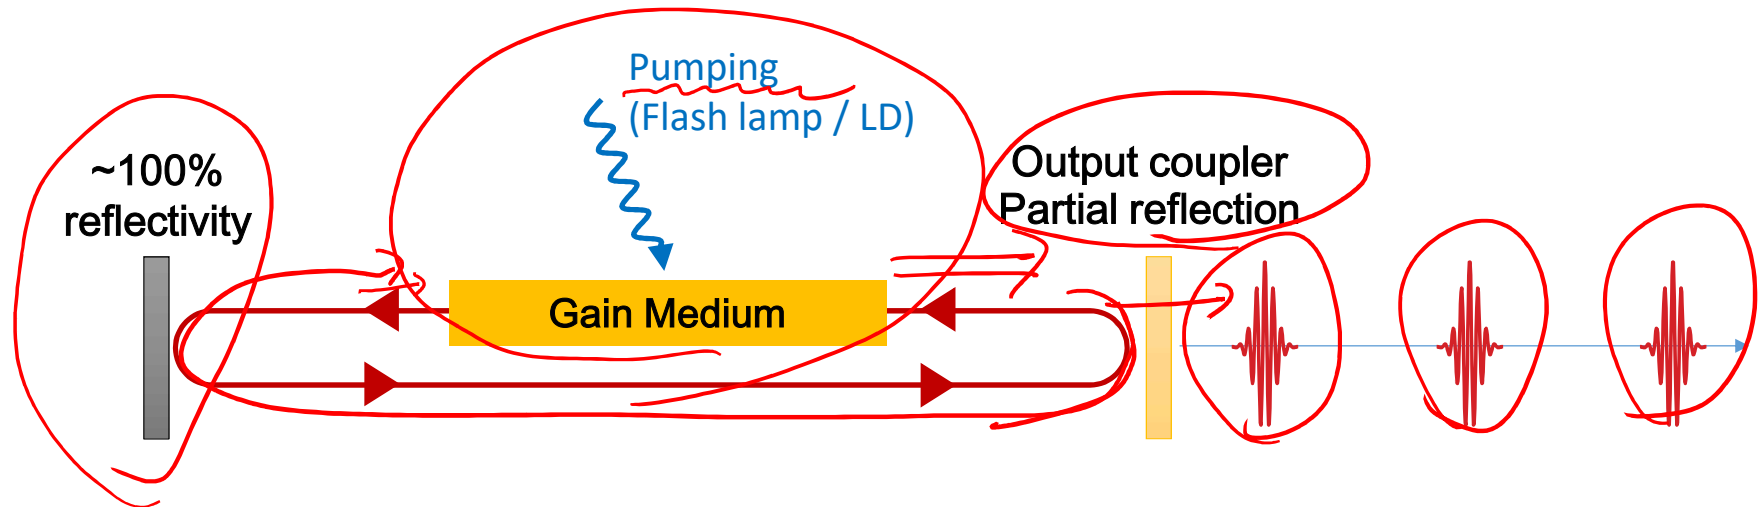 Pumping
(Flash lamp / LD)
~100%
reflectivity
Output coupler
Partial reflection
Gain Medium